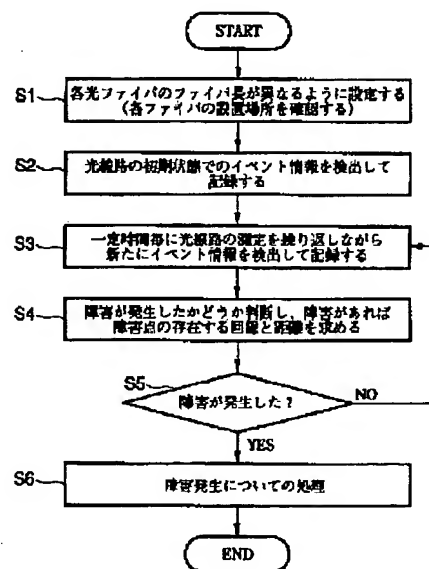 START
S1
各光ファイバのファイバ長が異なるように設定する
（各ファイバの設置場所を確認する）
S2
光線路の初期状態でのイベント情報を検出して
記録する
S3
一定時間毎に光線路の測定を繰り返しながら
新たにイベント情報を検出して記録する
S4
障害が発生したかどうか判断し、障害があれば
障害点の存在する回線と距離を求める
S5
障害が発生した？
NO
YES
S6
障害発生についての処理
END